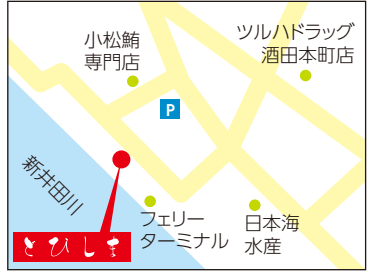 小松鮪
専門店
ツルハドラッグ
酒田本町店
P
新井田川
とびしま
フェリー
ターミナル
日本海
水産